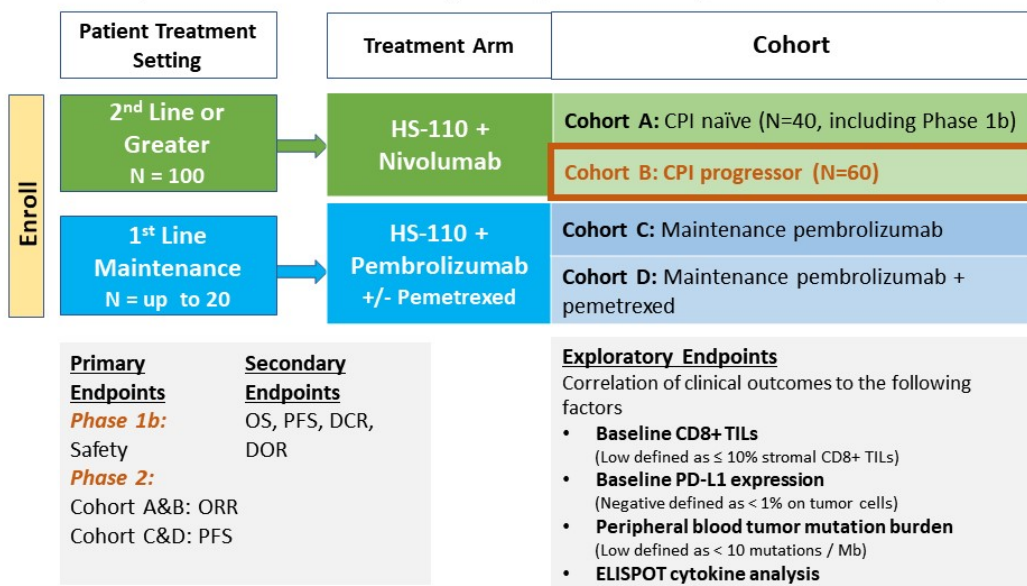 Patient Treatment
Setting
Treatment Arm
Cohort
Enroll
2nd Line or
Greater
N = 100
HS-110 +
Nivolumab
Cohort A: CPI naïve (N=40, including Phase 1b)
Cohort B: CPI progressor (N=60)
1st Line
Maintenance
N = up to 20
HS-110 +
Pembrolizumab
+/- Pemetrexed
Cohort C: Maintenance pembrolizumab
Cohort D: Maintenance pembrolizumab +
pemetrexed
Primary
Endpoints
Phase 1b:
Safety
Phase 2:
Cohort A&B: ORR
Cohort C&D: PFS
Secondary
Endpoints
OS, PFS, DCR,
DOR
Exploratory Endpoints
Correlation of clinical outcomes to the following
factors
• Baseline CD8+ TILs
(Low defined as ≤ 10% stromal CD8+ TILs)
• Baseline PD-L1 expression
(Negative defined as < 1% on tumor cells)
• Peripheral blood tumor mutation burden
(Low defined as < 10 mutations / Mb)
• ELISPOT cytokine analysis